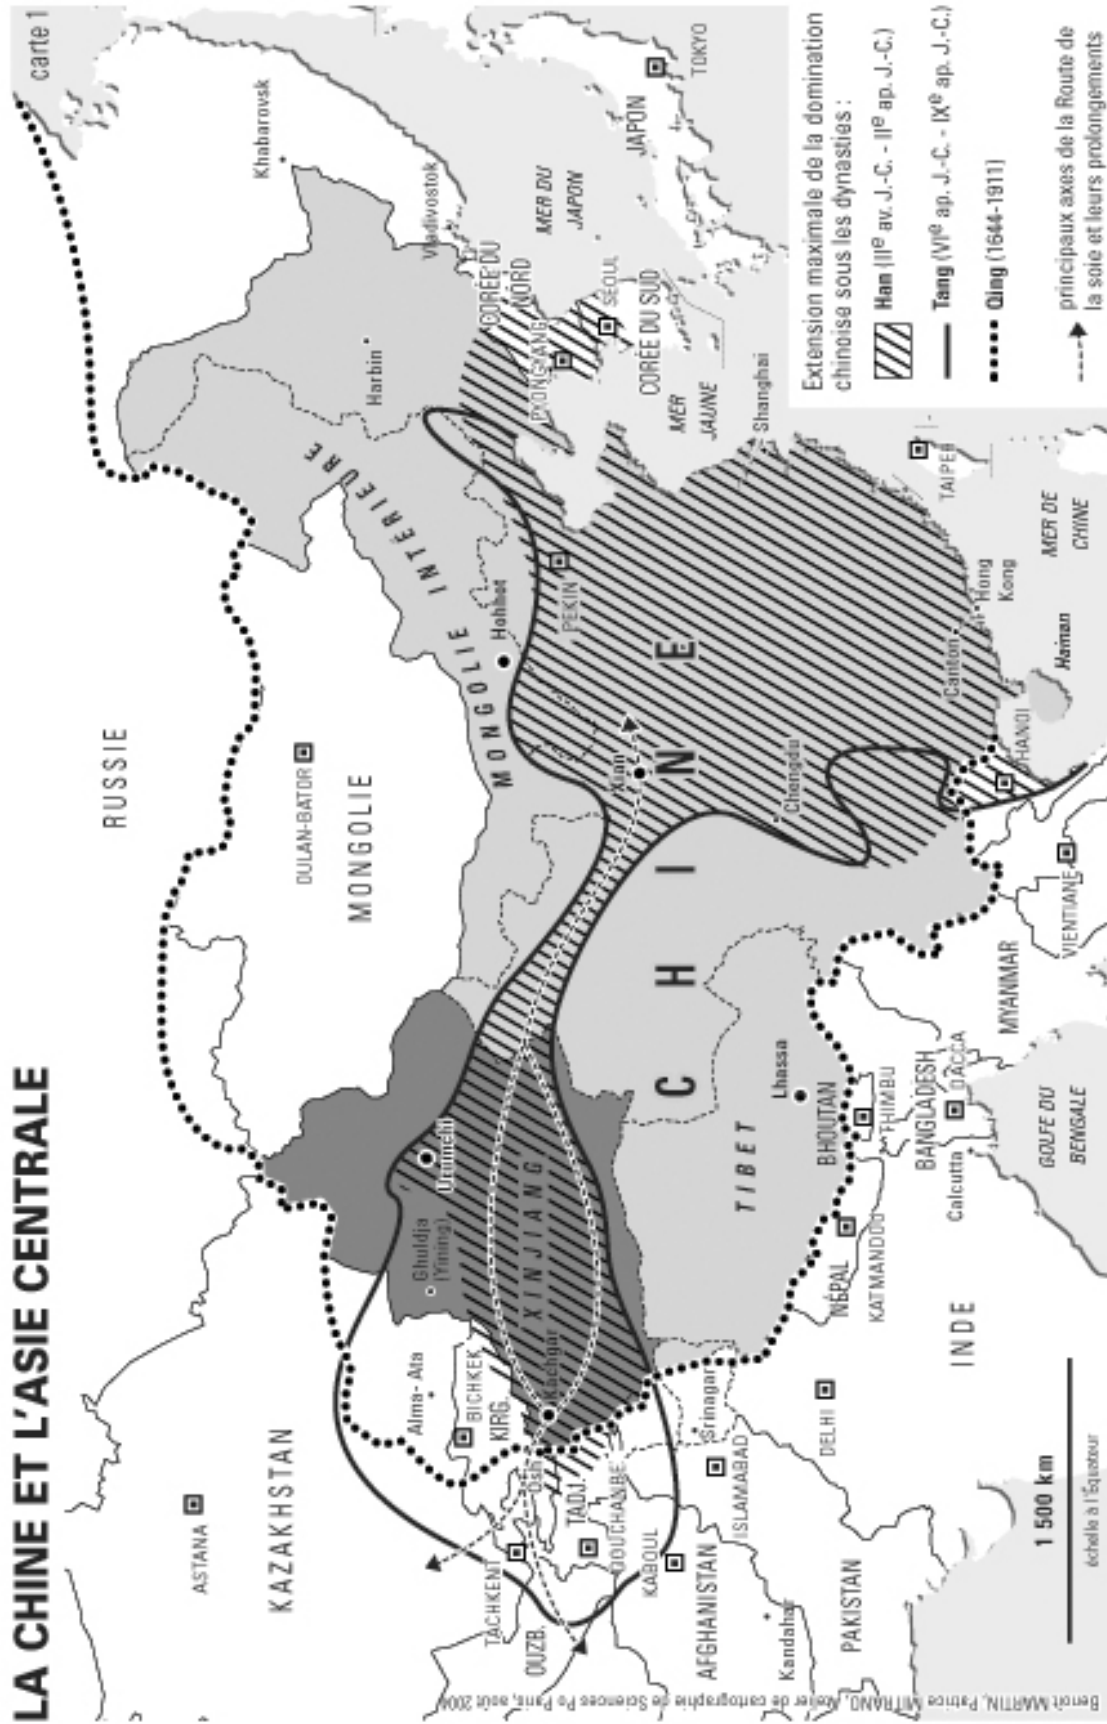 LA CHINE ET L'ASIE CENTRALE
carte 1
RUSSIE
KAZAKHSTAN
ASTANA
MONGOLIE
OULAN-BATOR
Khabarovsk
Vladivostok
Harbin
MONGOLIE INTÉRIEURE
Hohhot
CORÉE DU
NORD
PYONGYANG
SÉOUL
CORÉE DU SUD
MER DU
JAPON
JAPON
TOKYO
MER
JAUNE
Shanghai
PEKIN
Xian
Chengdu
CHINE
Canton
Hong
Kong
Hainan
MER DE
CHINE
TAIPEH
HANOI
VIENTIANE
MYANMAR
Urumchi
Ghuldja
(Yining)
XINJIANG
Kachgar
Alma-Ata
BICHKEK
KIRG.
Osh
TADJ.
DOUCHANBE
TACHKENT
OUZB.
KABOUL
AFGHANISTAN
Kandahar
PAKISTAN
ISLAMABAD
Srinagar
DELHI
INDE
NÉPAL
KATMANDOU
TIBET
Lhassa
BHOUTAN
THIMBU
BANGLADESH
DACCA
Calcutta
GOLFE DU
BENGALE
1 500 km
échelle à l'Équateur
Extension maximale de la domination
chinoise sous les dynasties :
Han (IIe av. J.-C. - IIe ap. J.-C.)
Tang (VIe ap. J.-C. - IXe ap. J.-C.)
Qing (1644-1911)
principaux axes de la Route de
la soie et leurs prolongements
Benoît MARTIN, Patrice MITRANO, Atelier de cartographie de Sciences Po Paris, août 2004